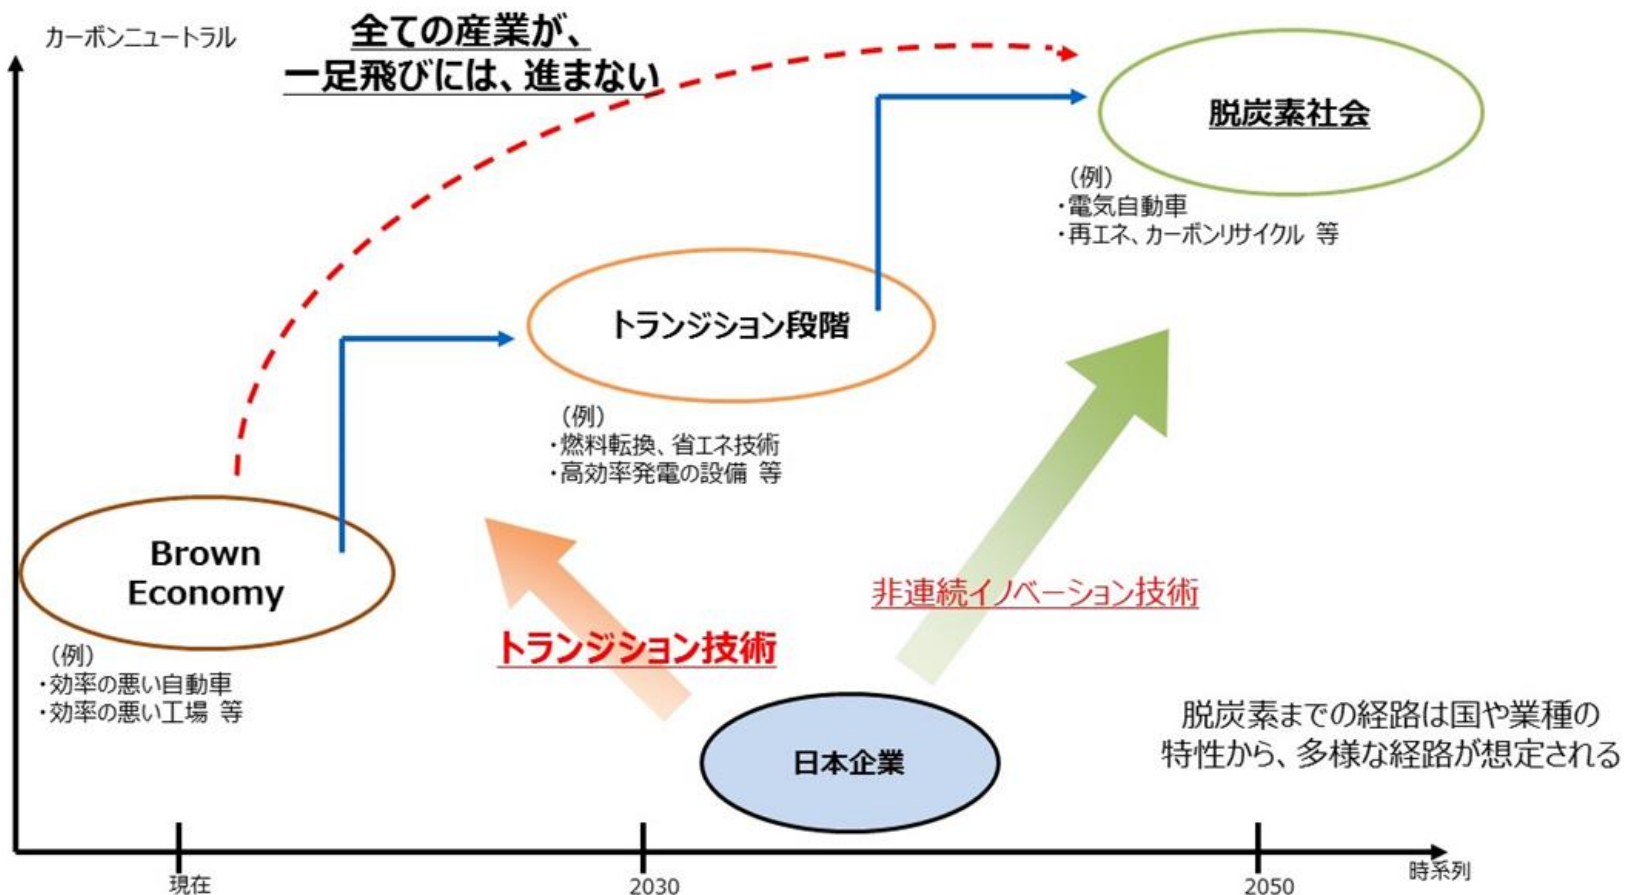 カーボンニュートラル
全ての産業が、
一足飛びには、進まない
脱炭素社会
（例）
・電気自動車
・再エネ、カーボンリサイクル 等
トランジション段階
（例）
・燃料転換、省エネ技術
・高効率発電の設備 等
Brown
Economy
（例）
・効率の悪い自動車
・効率の悪い工場 等
トランジション技術
非連続イノベーション技術
日本企業
脱炭素までの経路は国や業種の
特性から、多様な経路が想定される
現在
2030
2050
時系列